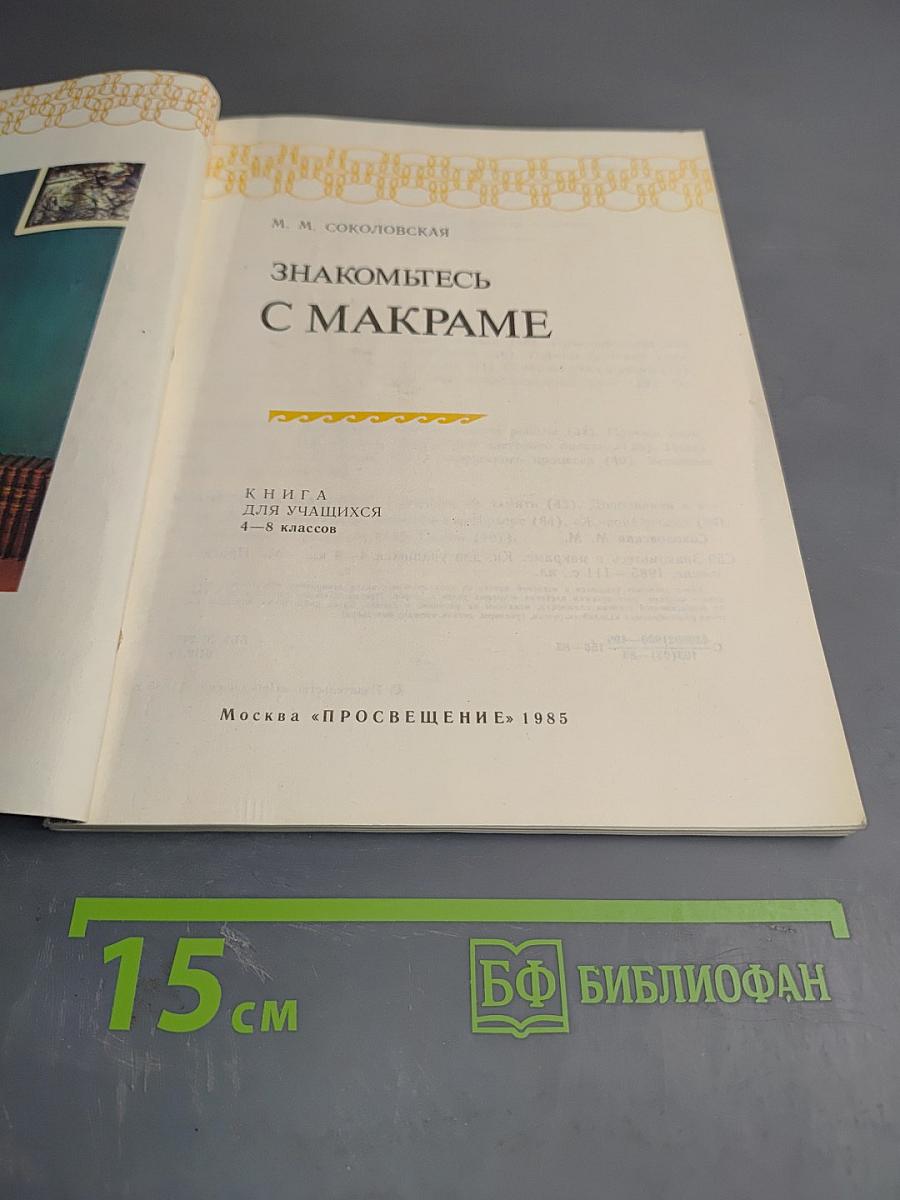 М. М. СОКОЛОВСКАЯ
ЗНАКОМЬТЕСЬ
С МАКРАМЕ
КНИГА
ДЛЯ УЧАЩИХСЯ
4—8 классов
Москва «ПРОСВЕЩЕНИЕ» 1985
15 см
БФ БИБЛИОФАН